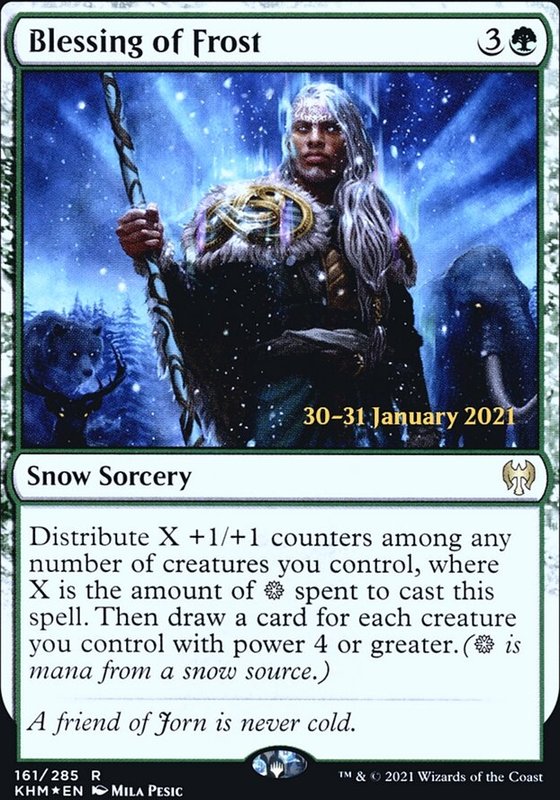 Blessing of Frost 3
30–31 January 2021
Snow Sorcery
Distribute X +1/+1 counters among any
number of creatures you control, where
X is the amount of ❄ spent to cast this
spell. Then draw a card for each creature
you control with power 4 or greater. (❄ is
mana from a snow source.)
A friend of Jorn is never cold.
161/285 R
KHM★EN Mila Pesic
™ & © 2021 Wizards of the Coast